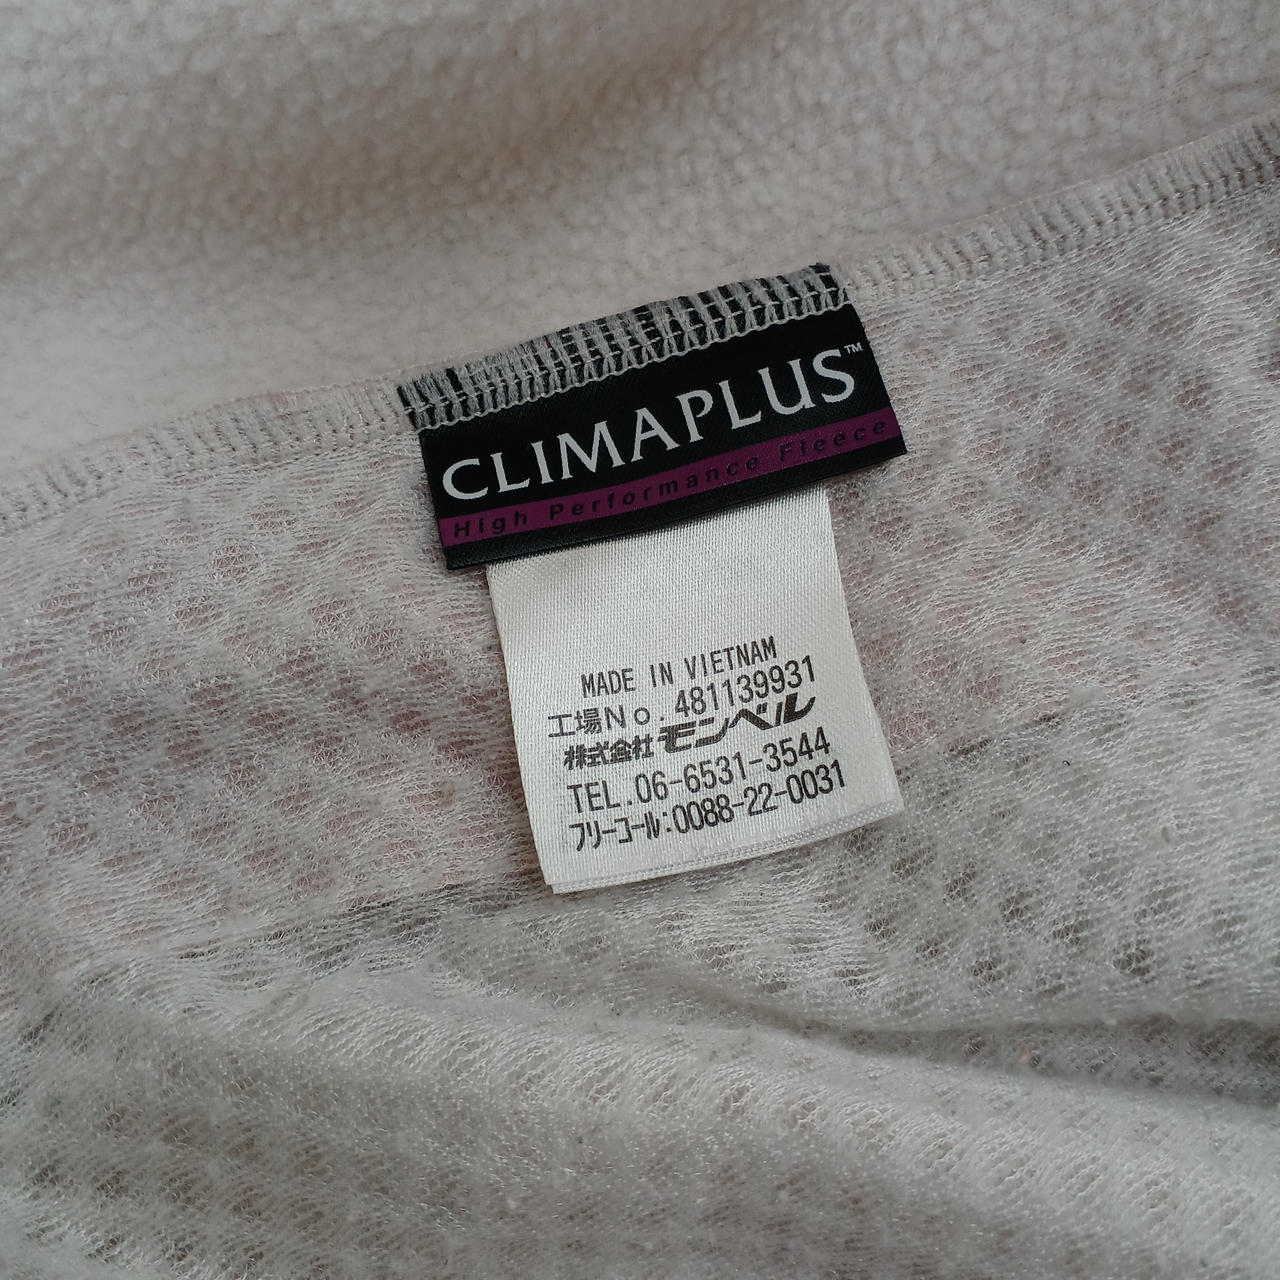 CLIMAPLUS™
High Performance Fleece
MADE IN VIETNAM
工場No. 481139931
株式会社モンベル
TEL.06-6531-3544
フリーコール:0088-22-0031